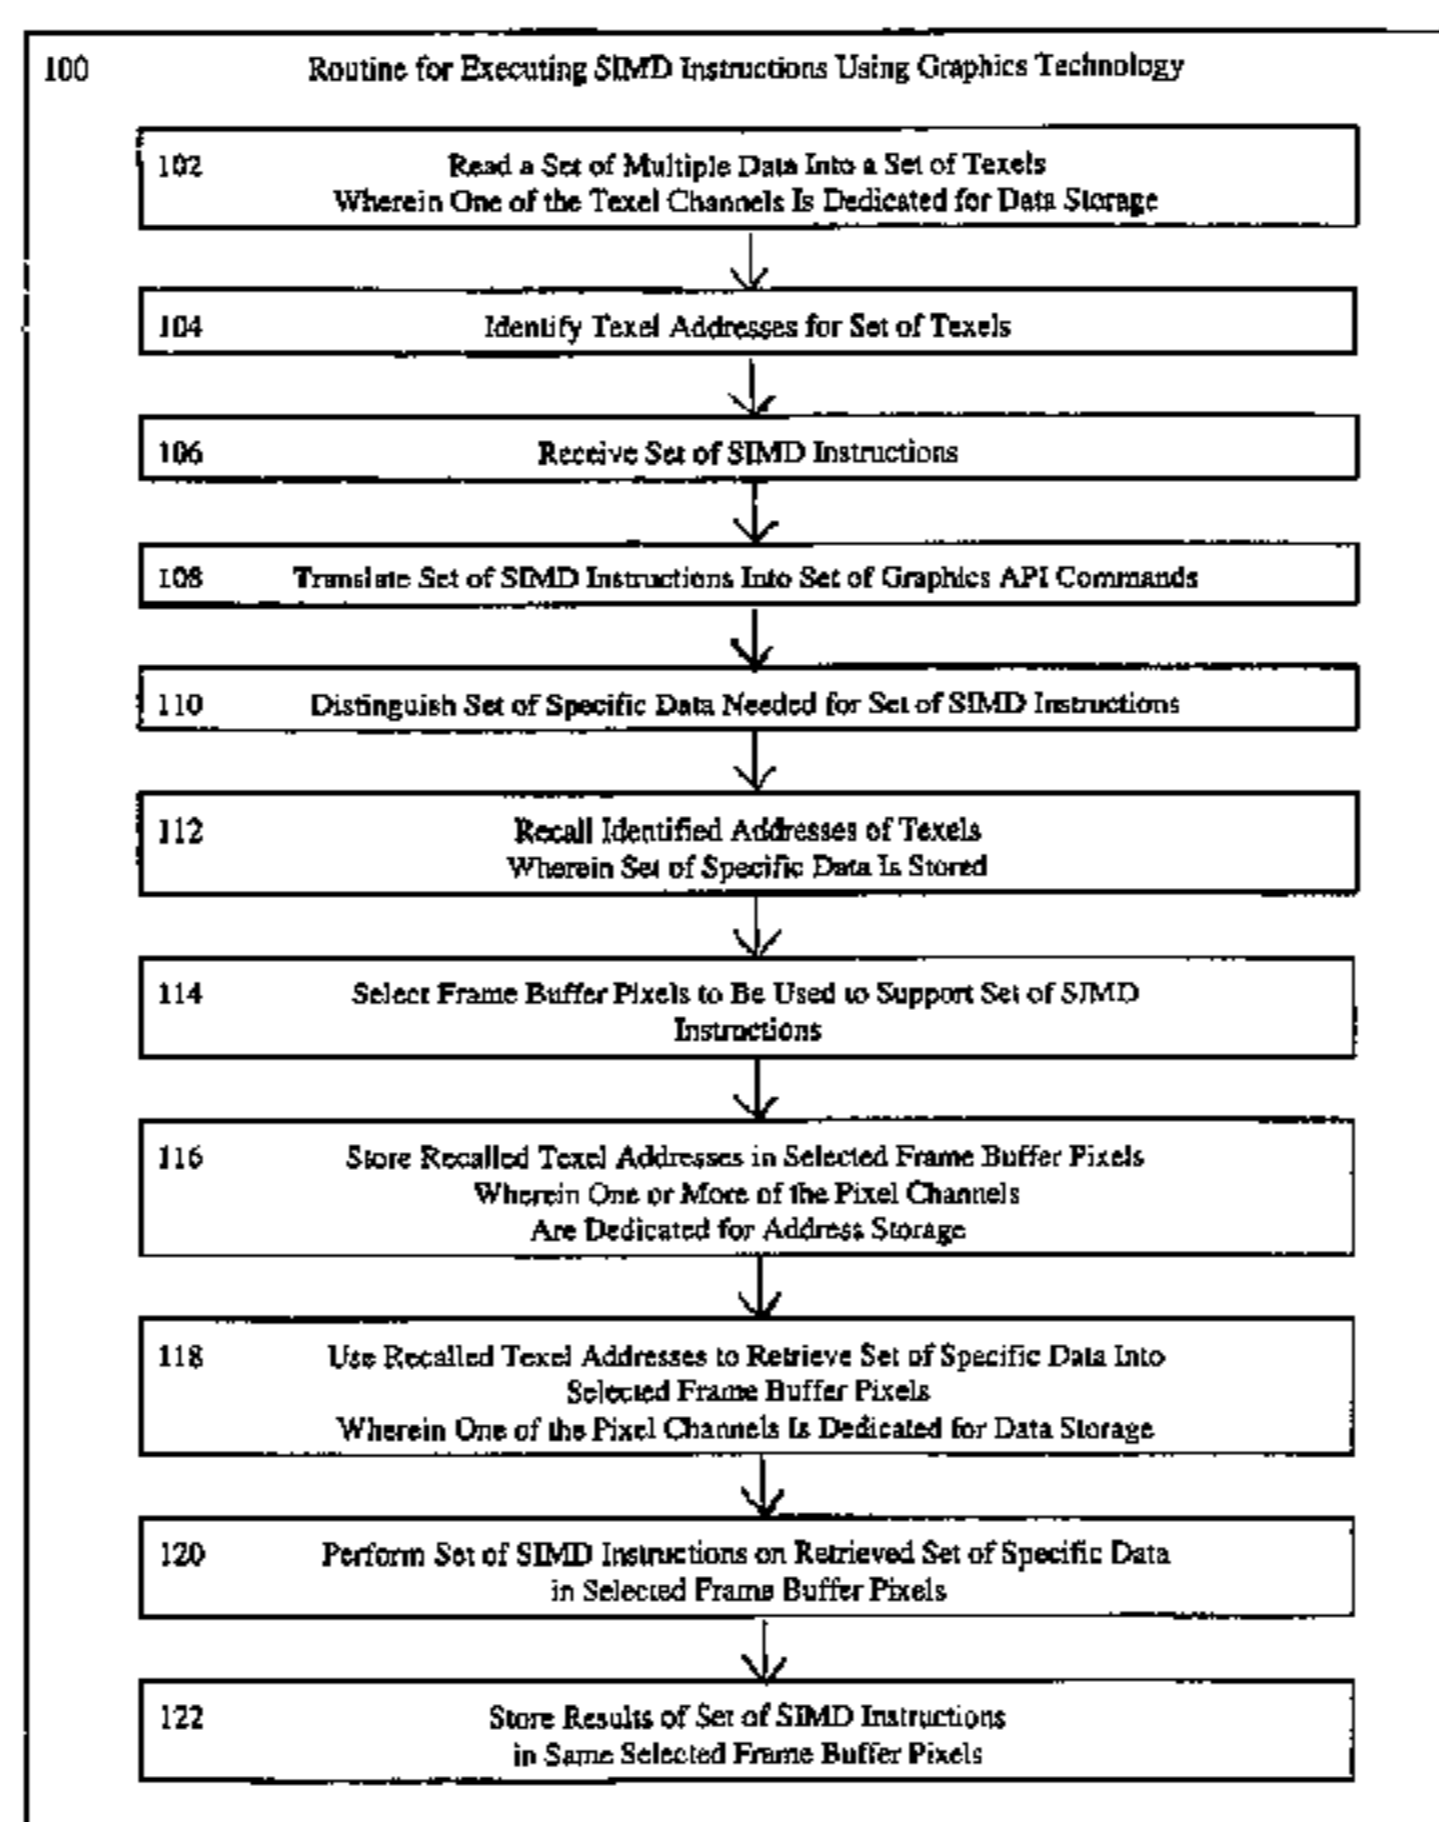 100 Routine for Executing SIMD Instructions Using Graphics Technology
102 Read a Set of Multiple Data Into a Set of Texels
Wherein One of the Texel Channels Is Dedicated for Data Storage
104 Identify Texel Addresses for Set of Texels
106 Receive Set of SIMD Instructions
108 Translate Set of SIMD Instructions Into Set of Graphics API Commands
110 Distinguish Set of Specific Data Needed for Set of SIMD Instructions
112 Recall Identified Addresses of Texels
Wherein Set of Specific Data Is Stored
114 Select Frame Buffer Pixels to Be Used to Support Set of SIMD
Instructions
116 Store Recalled Texel Addresses in Selected Frame Buffer Pixels
Wherein One or More of the Pixel Channels
Are Dedicated for Address Storage
118 Use Recalled Texel Addresses to Retrieve Set of Specific Data Into
Selected Frame Buffer Pixels
Wherein One of the Pixel Channels Is Dedicated for Data Storage
120 Perform Set of SIMD Instructions on Retrieved Set of Specific Data
in Selected Frame Buffer Pixels
122 Store Results of Set of SIMD Instructions
in Same Selected Frame Buffer Pixels